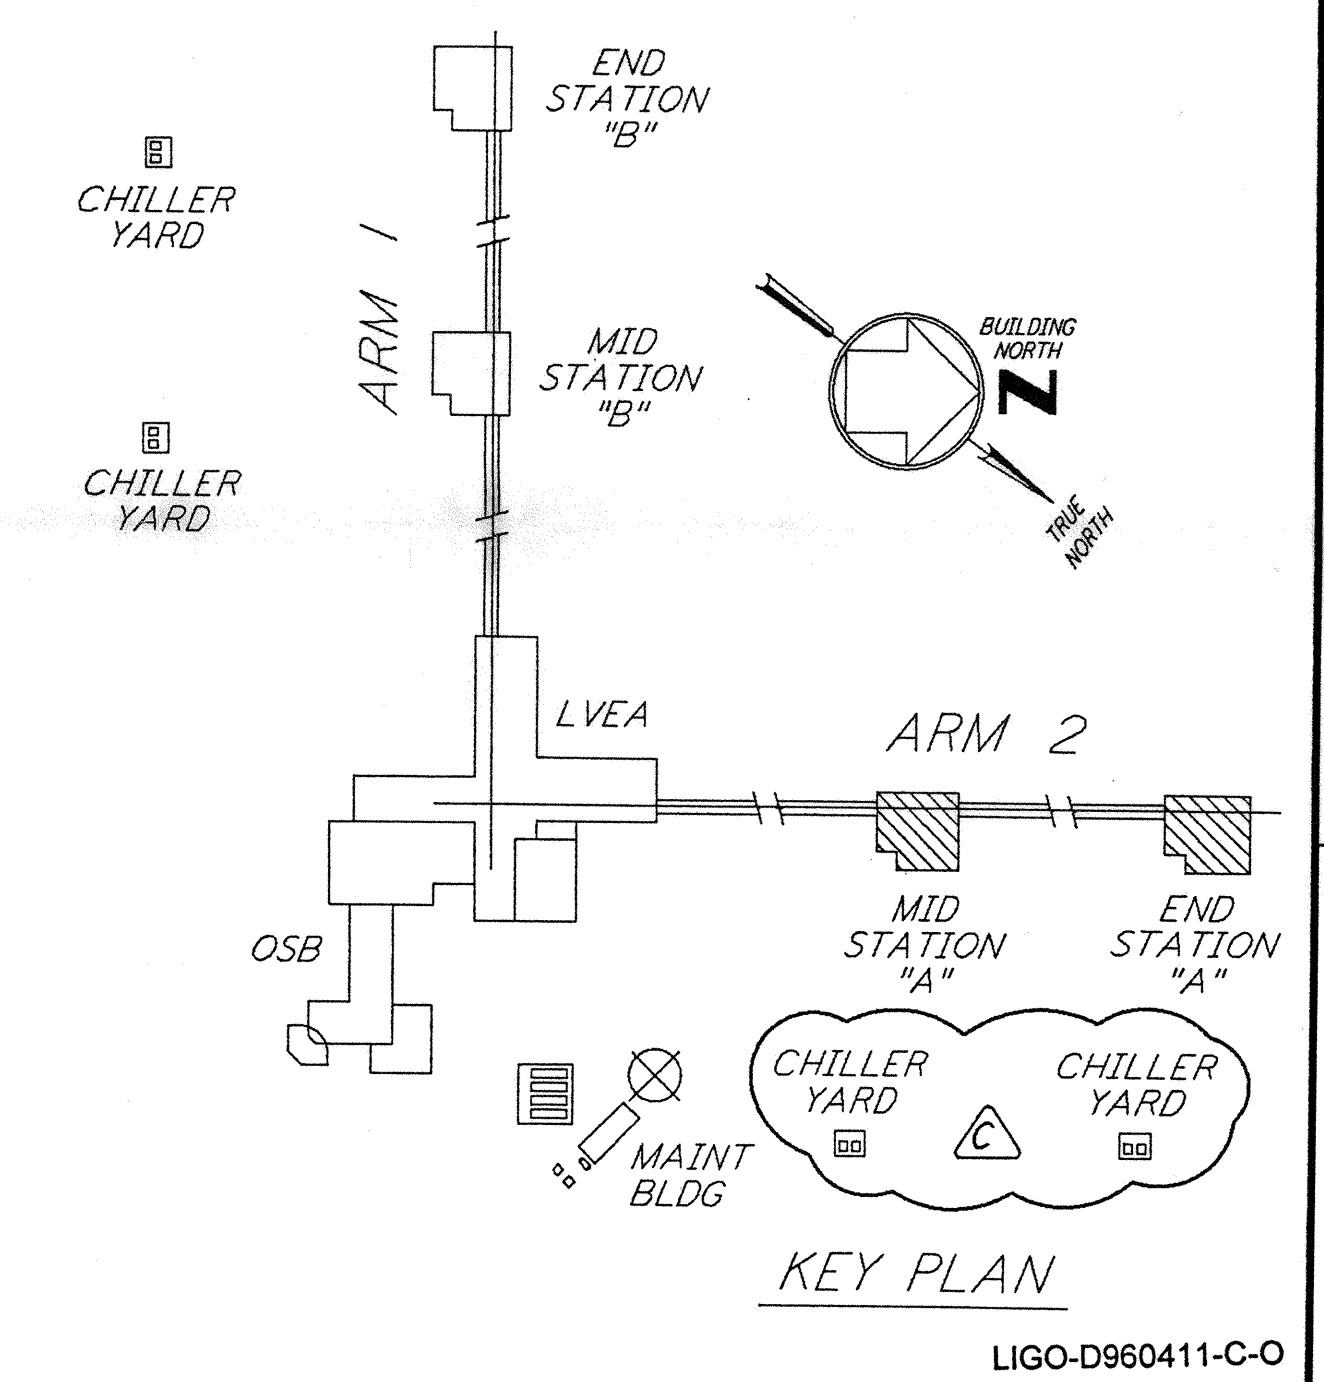 END
STATION
"B"
CHILLER
YARD
ARM 1
MID
STATION
"B"
BUILDING
NORTH
N
CHILLER
YARD
TRUE
NORTH
LVEA
ARM 2
MID
STATION
"A"
END
STATION
"A"
OSB
CHILLER
YARD
CHILLER
YARD
C
MAINT
BLDG
KEY PLAN
LIGO-D960411-C-O